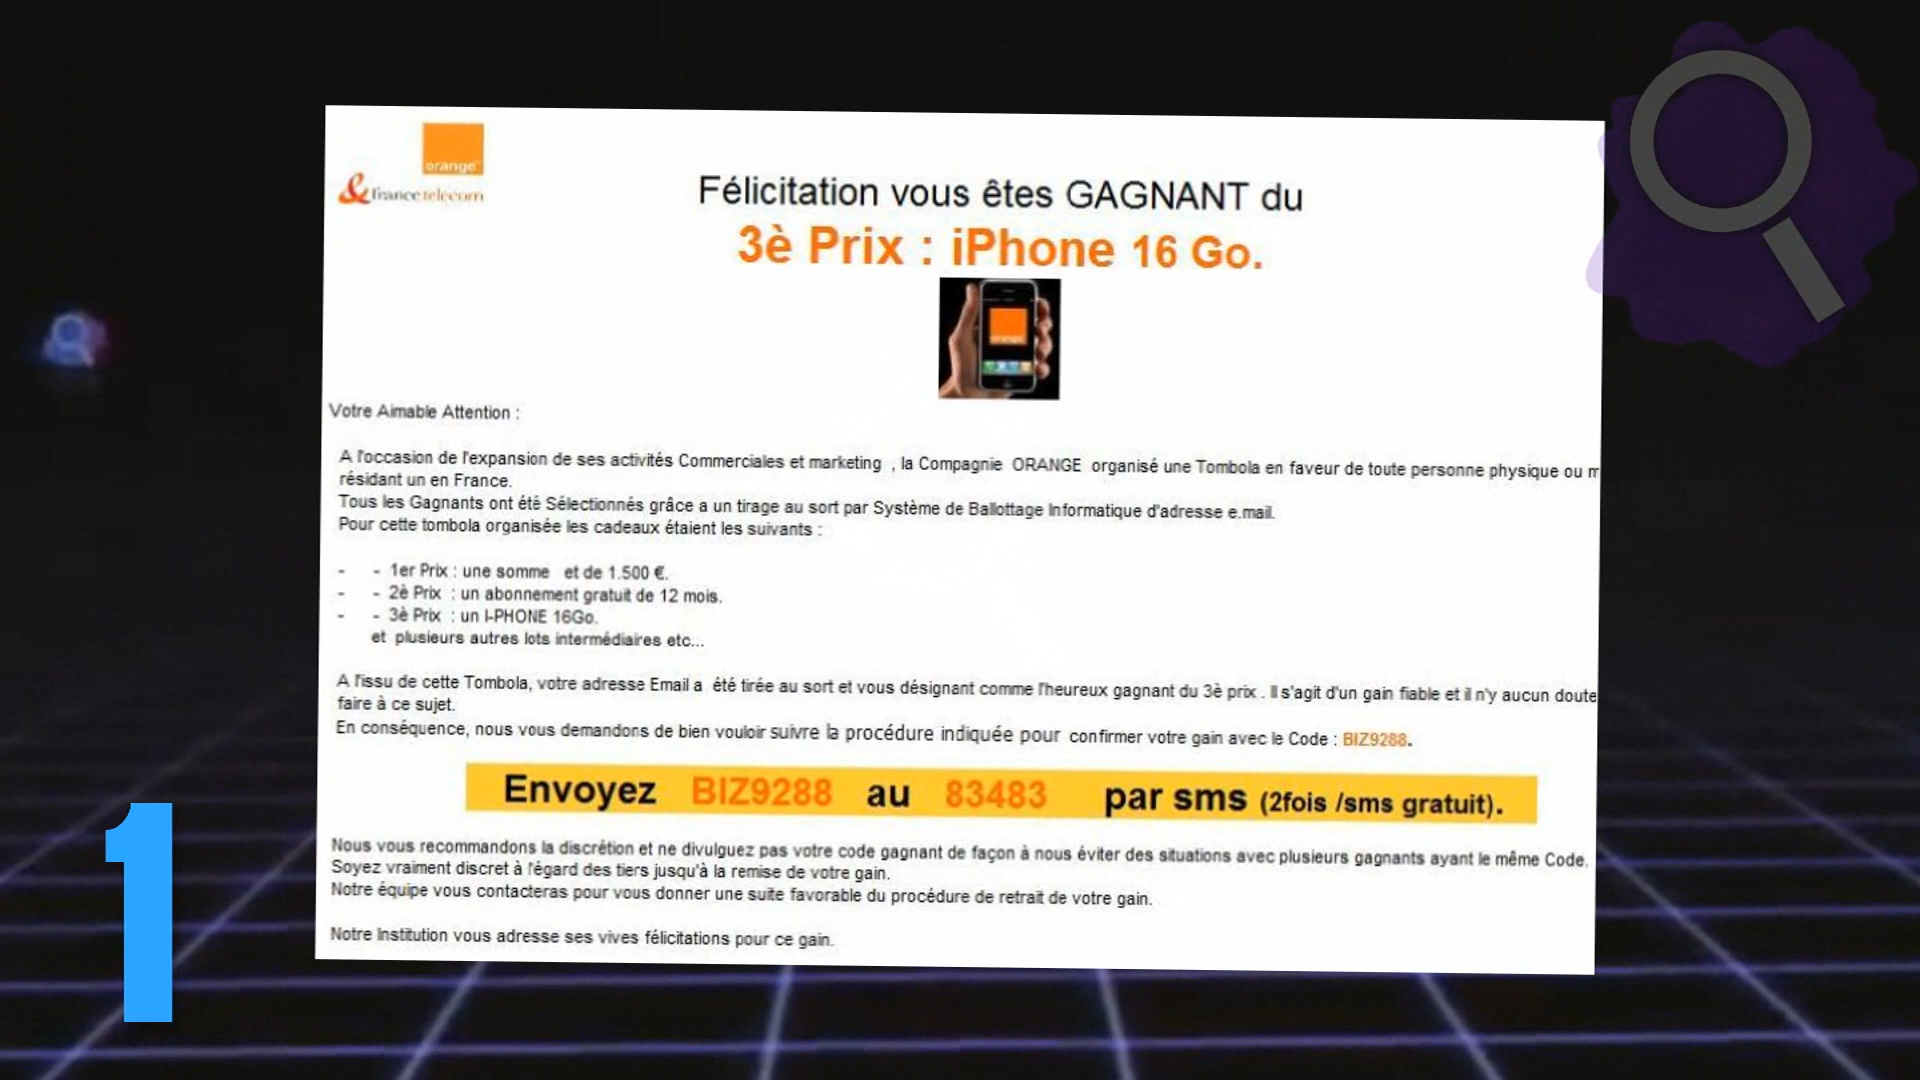 orange™
& france telecom
Félicitation vous êtes GAGNANT du
3è Prix : iPhone 16 Go.
orange
Votre Aimable Attention :
A l'occasion de l'expansion de ses activités Commerciales et marketing , la Compagnie ORANGE organisé une Tombola en faveur de toute personne physique ou m
résidant un en France.
Tous les Gagnants ont été Sélectionnés grâce a un tirage au sort par Système de Ballottage Informatique d'adresse e.mail.
Pour cette tombola organisée les cadeaux étaient les suivants :
- - 1er Prix : une somme et de 1.500 €.
- - 2è Prix : un abonnement gratuit de 12 mois.
- - 3è Prix : un I-PHONE 16Go.
et plusieurs autres lots intermédiaires etc...
A l'issu de cette Tombola, votre adresse Email a été tirée au sort et vous désignant comme l'heureux gagnant du 3è prix . Il s'agit d'un gain fiable et il n'y aucun doute
faire à ce sujet.
En conséquence, nous vous demandons de bien vouloir suivre la procédure indiquée pour confirmer votre gain avec le Code : BIZ9288.
Envoyez BIZ9288 au 83483 par sms (2fois /sms gratuit).
Nous vous recommandons la discrétion et ne divulguez pas votre code gagnant de façon à nous éviter des situations avec plusieurs gagnants ayant le même Code.
Soyez vraiment discret à l'égard des tiers jusqu'à la remise de votre gain.
Notre équipe vous contacteras pour vous donner une suite favorable du procédure de retrait de votre gain.
Notre Institution vous adresse ses vives félicitations pour ce gain.
1